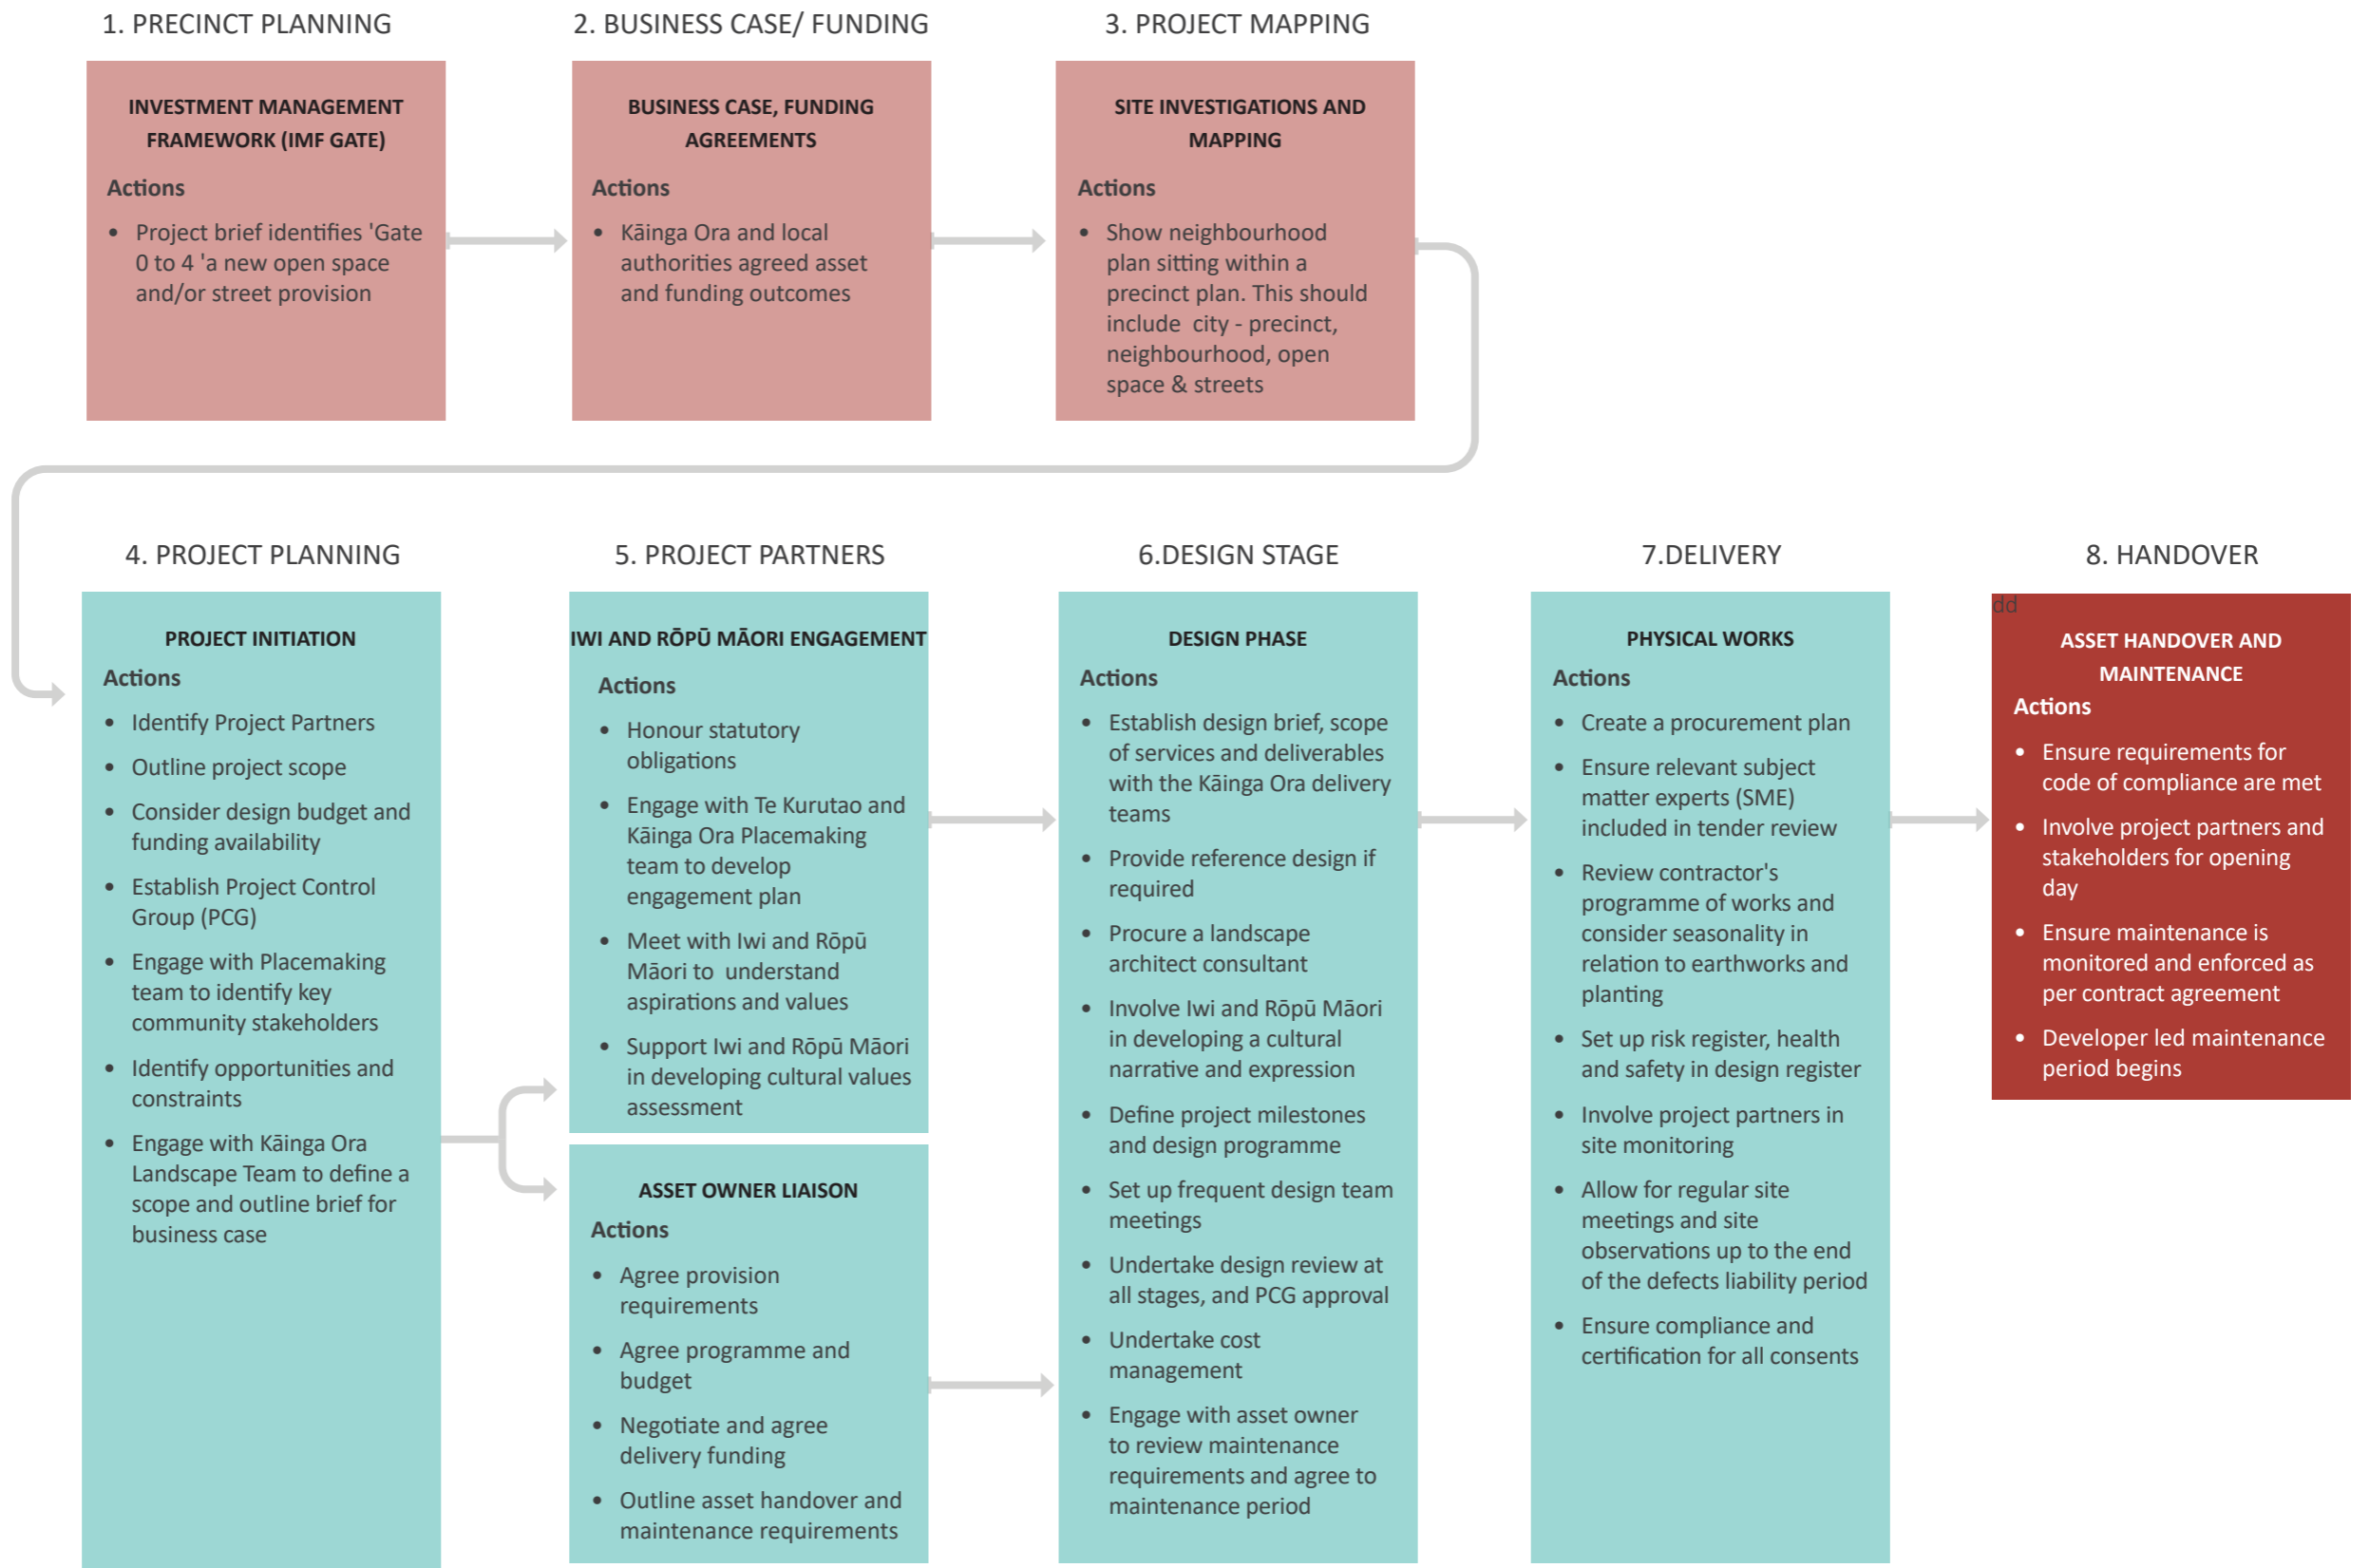 1. PRECINCT PLANNING
INVESTMENT MANAGEMENT
FRAMEWORK (IMF GATE)
Actions
• Project brief identifies 'Gate
0 to 4 'a new open space
and/or street provision
2. BUSINESS CASE/ FUNDING
BUSINESS CASE, FUNDING
AGREEMENTS
Actions
• Kāinga Ora and local
authorities agreed asset
and funding outcomes
3. PROJECT MAPPING
SITE INVESTIGATIONS AND
MAPPING
Actions
• Show neighbourhood
plan sitting within a
precinct plan. This should
include city - precinct,
neighbourhood, open
space & streets
4. PROJECT PLANNING
PROJECT INITIATION
Actions
• Identify Project Partners
• Outline project scope
• Consider design budget and
funding availability
• Establish Project Control
Group (PCG)
• Engage with Placemaking
team to identify key
community stakeholders
• Identify opportunities and
constraints
• Engage with Kāinga Ora
Landscape Team to define a
scope and outline brief for
business case
5. PROJECT PARTNERS
IWI AND RŌPŪ MĀORI ENGAGEMENT
Actions
• Honour statutory
obligations
• Engage with Te Kurutao and
Kāinga Ora Placemaking
team to develop
engagement plan
• Meet with Iwi and Rōpū
Māori to understand
aspirations and values
• Support Iwi and Rōpū Māori
in developing cultural values
assessment
ASSET OWNER LIAISON
Actions
• Agree provision
requirements
• Agree programme and
budget
• Negotiate and agree
delivery funding
• Outline asset handover and
maintenance requirements
6.DESIGN STAGE
DESIGN PHASE
Actions
• Establish design brief, scope
of services and deliverables
with the Kāinga Ora delivery
teams
• Provide reference design if
required
• Procure a landscape
architect consultant
• Involve Iwi and Rōpū Māori
in developing a cultural
narrative and expression
• Define project milestones
and design programme
• Set up frequent design team
meetings
• Undertake design review at
all stages, and PCG approval
• Undertake cost
management
• Engage with asset owner
to review maintenance
requirements and agree to
maintenance period
7.DELIVERY
PHYSICAL WORKS
Actions
• Create a procurement plan
• Ensure relevant subject
matter experts (SME)
included in tender review
• Review contractor's
programme of works and
consider seasonality in
relation to earthworks and
planting
• Set up risk register, health
and safety in design register
• Involve project partners in
site monitoring
• Allow for regular site
meetings and site
observations up to the end
of the defects liability period
• Ensure compliance and
certification for all consents
8. HANDOVER
dd
ASSET HANDOVER AND
MAINTENANCE
Actions
• Ensure requirements for
code of compliance are met
• Involve project partners and
stakeholders for opening
day
• Ensure maintenance is
monitored and enforced as
per contract agreement
• Developer led maintenance
period begins